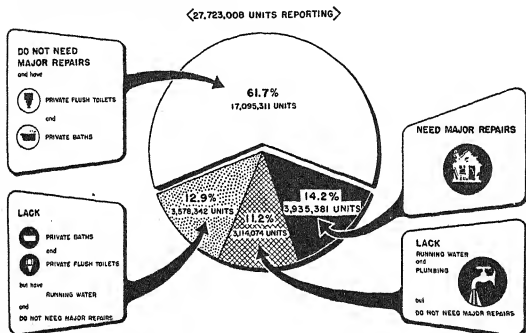 <27,723,008 UNITS REPORTING>
DO NOT NEED
MAJOR REPAIRS
and have
PRIVATE FLUSH TOILETS
and
PRIVATE BATHS
61.7%
17,095,311 UNITS
NEED MAJOR REPAIRS
14.2%
3,935,381 UNITS
12.9%
3,578,342 UNITS
11.2%
3,114,074 UNITS
LACK
PRIVATE BATHS
and
PRIVATE FLUSH TOILETS
but have
RUNNING WATER
and
DO NOT NEED MAJOR REPAIRS
LACK
RUNNING WATER
and
PLUMBING
but
DO NOT NEED MAJOR REPAIRS